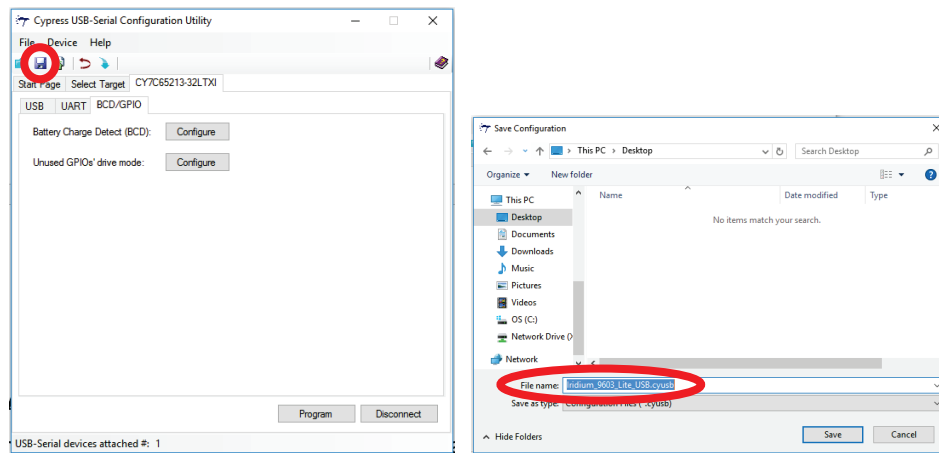 Cypress USB-Serial Configuration Utility
File Device Help
Start Page Select Target CY7C65213-32LTXI
USB UART BCD/GPIO
Battery Charge Detect (BCD): Configure
Unused GPIOs' drive mode: Configure
Program Disconnect
USB-Serial devices attached #: 1
Save Configuration
This PC > Desktop
Search Desktop
Organize New folder
Name Date modified Type
No items match your search.
This PC
Desktop
Documents
Downloads
Music
Pictures
Videos
OS (C:)
Network Drive (
Network
File name: Iridium_9603_Lite_USB.cyusb
Save as type: Configuration Files (*.cyusb)
Hide Folders
Save Cancel